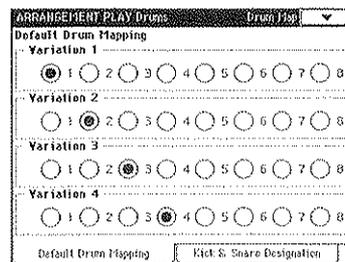 ARRANGEMENT PLAY Drums Drum Map
Default Drum Mapping
Variation 1
1 2 3 4 5 6 7 8
Variation 2
1 2 3 4 5 6 7 8
Variation 3
1 2 3 4 5 6 7 8
Variation 4
1 2 3 4 5 6 7 8
Default Drum Mapping Kick & Snare Designation